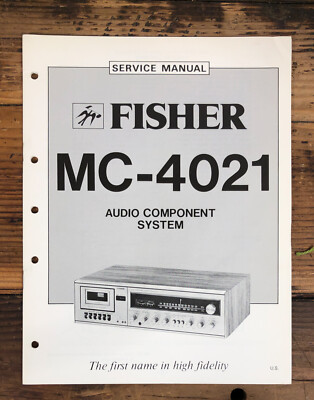 SERVICE MANUAL
FISHER
MC-4021
AUDIO COMPONENT
SYSTEM
The first name in high fidelity
U.S.